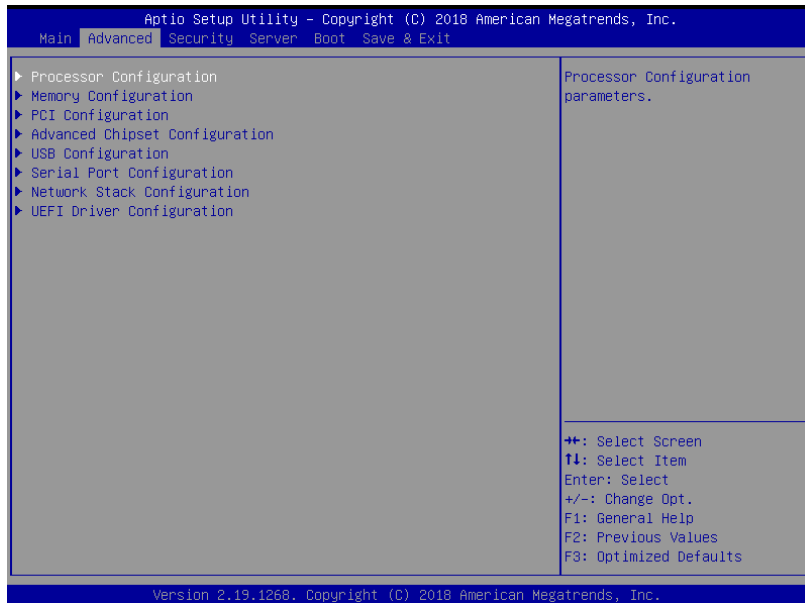 Aptio Setup Utility – Copyright (C) 2018 American Megatrends, Inc.
Main Advanced Security Server Boot Save & Exit
▶ Processor Configuration
▶ Memory Configuration
▶ PCI Configuration
▶ Advanced Chipset Configuration
▶ USB Configuration
▶ Serial Port Configuration
▶ Network Stack Configuration
▶ UEFI Driver Configuration
Processor Configuration
parameters.
→←: Select Screen
↑↓: Select Item
Enter: Select
+/-: Change Opt.
F1: General Help
F2: Previous Values
F3: Optimized Defaults
Version 2.19.1268. Copyright (C) 2018 American Megatrends, Inc.